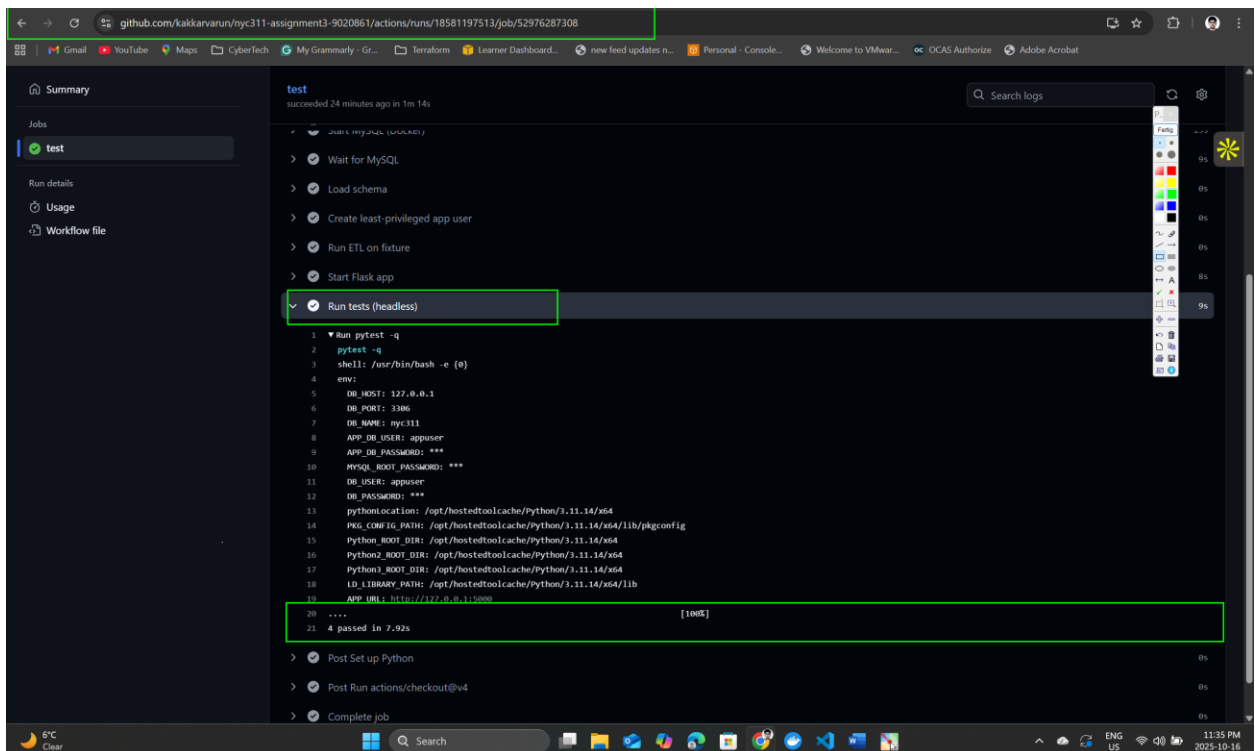 github.com/kakkarvarun/nyc311-assignment3-9020861/actions/runs/18581197513/job/52976287308
Gmail YouTube Maps CyberTech My Grammarly - Gr... Terraform Learner Dashboard... new feed updates n... Personal - Console... Welcome to VMwar... OCAS Authorize Adobe Acrobat
Summary
Jobs
test
Run details
Usage
Workflow file
test
succeeded 24 minutes ago in 1m 14s
Search logs
Fertig
Start MySQL (Docker)
Wait for MySQL 9s
Load schema 0s
Create least-privileged app user 0s
Run ETL on fixture 0s
Start Flask app 8s
Run tests (headless) 9s
1 ▼Run pytest -q
2 pytest -q
3 shell: /usr/bin/bash -e {0}
4 env:
5 DB_HOST: 127.0.0.1
6 DB_PORT: 3306
7 DB_NAME: nyc311
8 APP_DB_USER: appuser
9 APP_DB_PASSWORD: ***
10 MYSQL_ROOT_PASSWORD: ***
11 DB_USER: appuser
12 DB_PASSWORD: ***
13 pythonLocation: /opt/hostedtoolcache/Python/3.11.14/x64
14 PKG_CONFIG_PATH: /opt/hostedtoolcache/Python/3.11.14/x64/lib/pkgconfig
15 Python_ROOT_DIR: /opt/hostedtoolcache/Python/3.11.14/x64
16 Python2_ROOT_DIR: /opt/hostedtoolcache/Python/3.11.14/x64
17 Python3_ROOT_DIR: /opt/hostedtoolcache/Python/3.11.14/x64
18 LD_LIBRARY_PATH: /opt/hostedtoolcache/Python/3.11.14/x64/lib
19 APP_URL: http://127.0.0.1:5000
20 .... [100%]
21 4 passed in 7.92s
Post Set up Python 0s
Post Run actions/checkout@v4 0s
Complete job 0s
6°C
Clear
Search
ENG
US
11:35 PM
2025-10-16